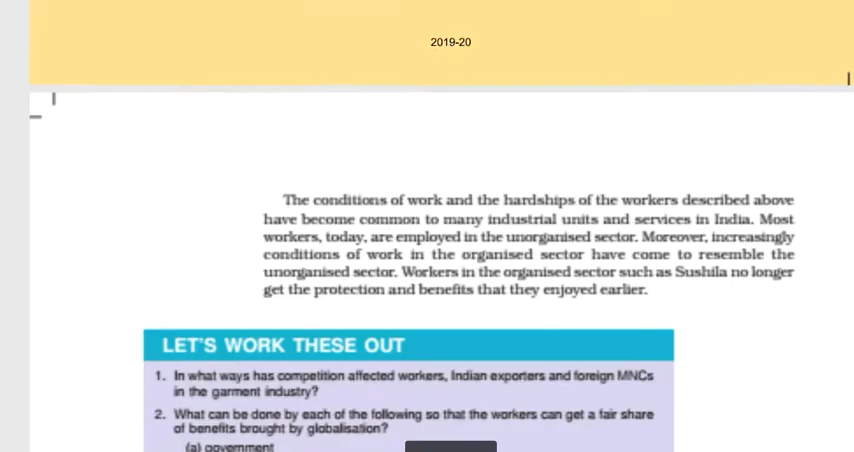 2019-20
The conditions of work and the hardships of the workers described above
have become common to many industrial units and services in India. Most
workers, today, are employed in the unorganised sector. Moreover, increasingly
conditions of work in the organised sector have come to resemble the
unorganised sector. Workers in the organised sector such as Sushila no longer
get the protection and benefits that they enjoyed earlier.
LET'S WORK THESE OUT
1. In what ways has competition affected workers, Indian exporters and foreign MNCs
in the garment industry?
2. What can be done by each of the following so that the workers can get a fair share
of benefits brought by globalisation?
(a) government